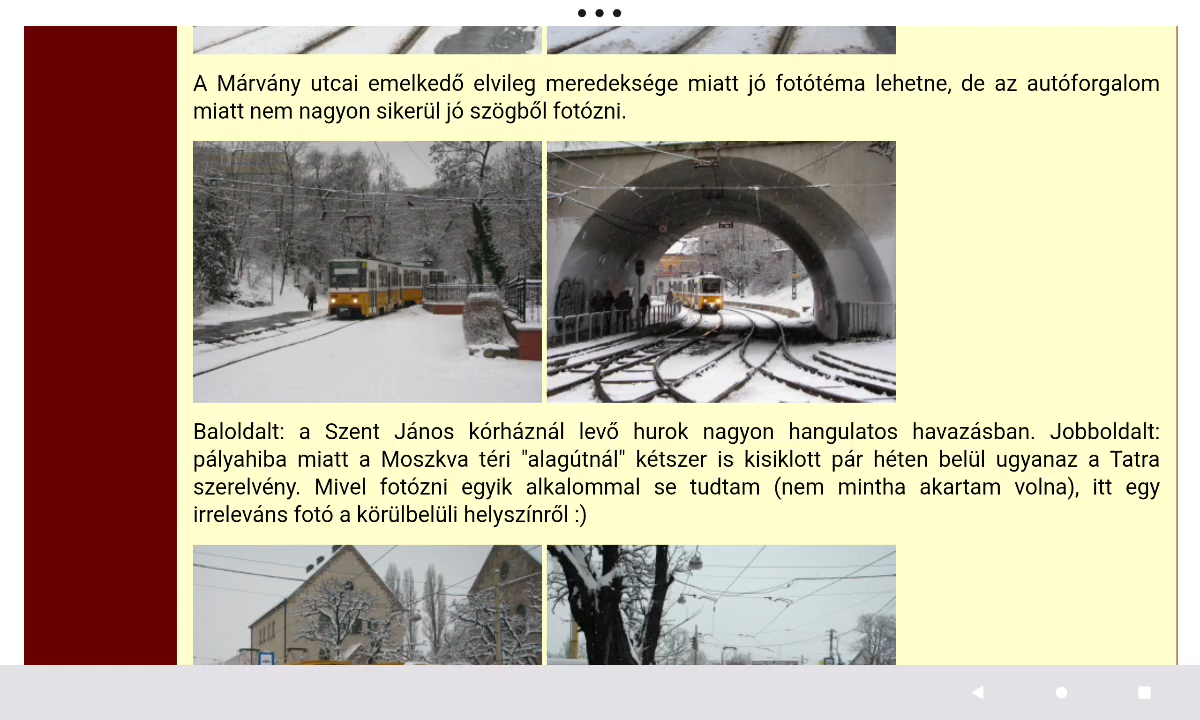 A Márvány utcai emelkedő elvileg meredeksége miatt jó fotótéma lehetne, de az autóforgalom
miatt nem nagyon sikerül jó szögből fotózni.
Baloldalt: a Szent János kórháznál levő hurok nagyon hangulatos havazásban. Jobboldalt:
pályahiba miatt a Moszkva téri "alagútnál" kétszer is kisiklott pár héten belül ugyanaz a Tatra
szerelvény. Mivel fotózni egyik alkalommal se tudtam (nem mintha akartam volna), itt egy
irreleváns fotó a körülbelüli helyszínről :)